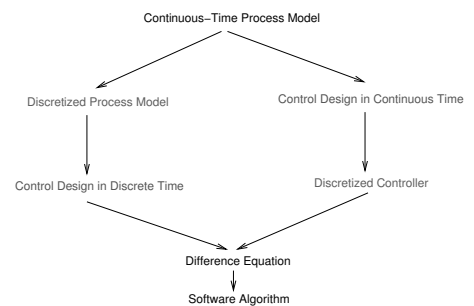 Continuous−Time Process Model
Discretized Process Model
Control Design in Continuous Time
Control Design in Discrete Time
Discretized Controller
Difference Equation
Software Algorithm